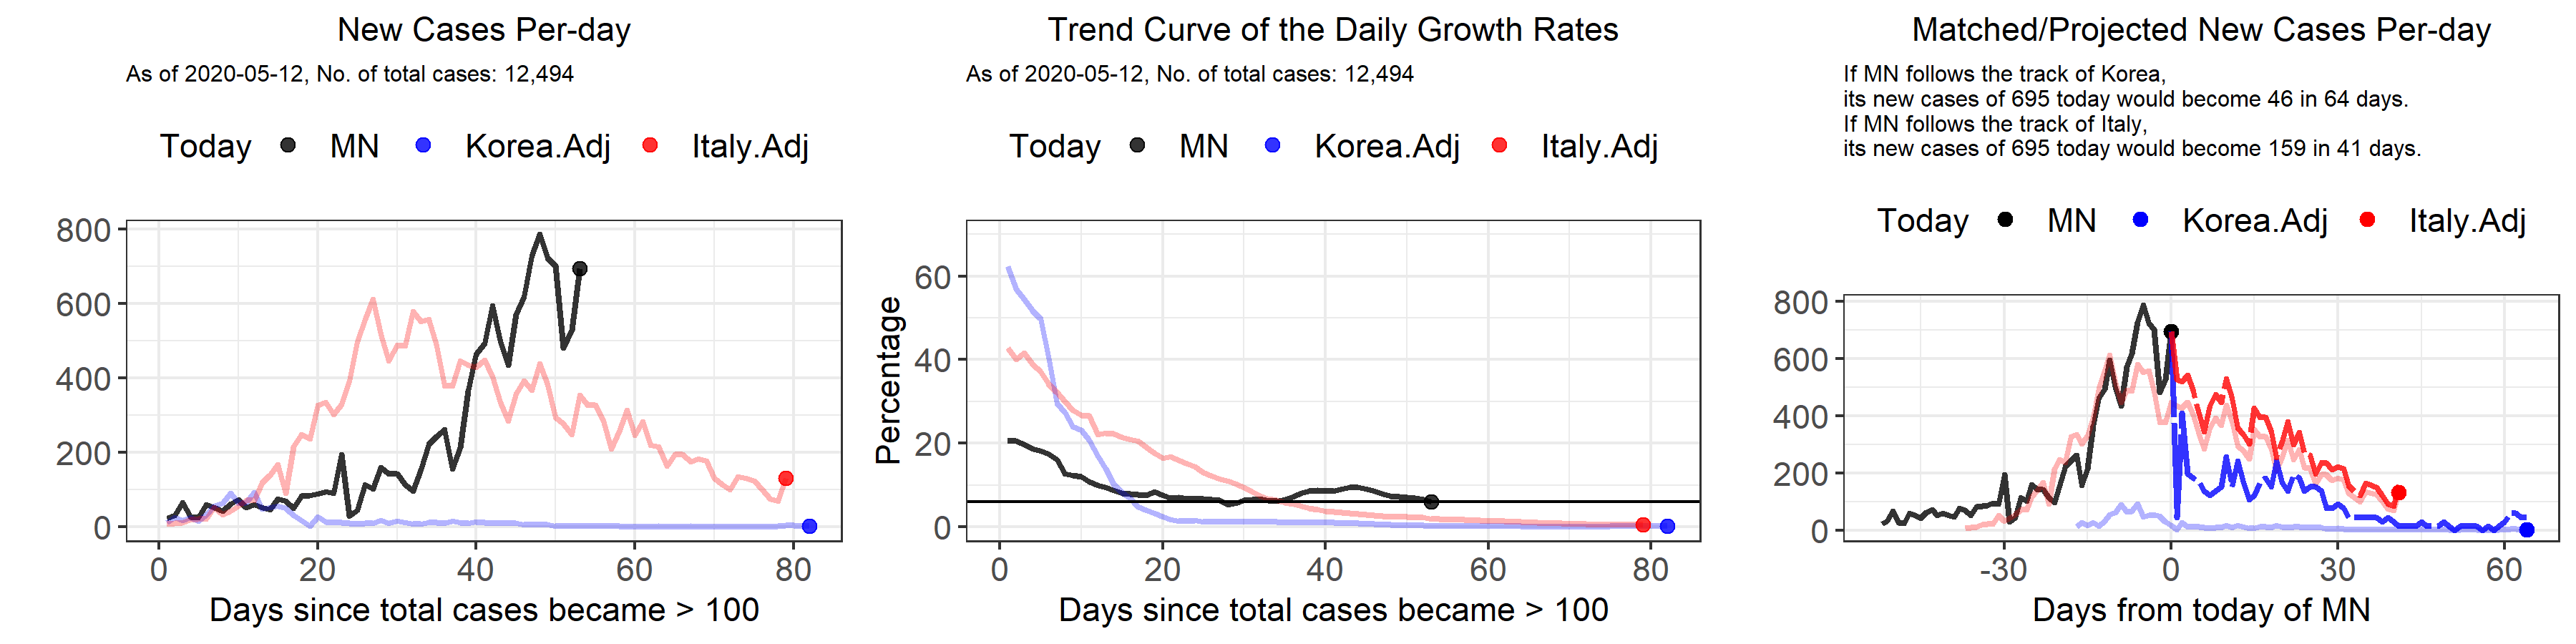 New Cases Per-day
As of 2020-05-12, No. of total cases: 12,494
Today MN Korea.Adj Italy.Adj
800
600
400
200
0
0 20 40 60 80
Days since total cases became > 100
Trend Curve of the Daily Growth Rates
As of 2020-05-12, No. of total cases: 12,494
Today MN Korea.Adj Italy.Adj
Percentage
60
40
20
0
0 20 40 60 80
Days since total cases became > 100
Matched/Projected New Cases Per-day
If MN follows the track of Korea,
its new cases of 695 today would become 46 in 64 days.
If MN follows the track of Italy,
its new cases of 695 today would become 159 in 41 days.
Today MN Korea.Adj Italy.Adj
800
600
400
200
0
-30 0 30 60
Days from today of MN